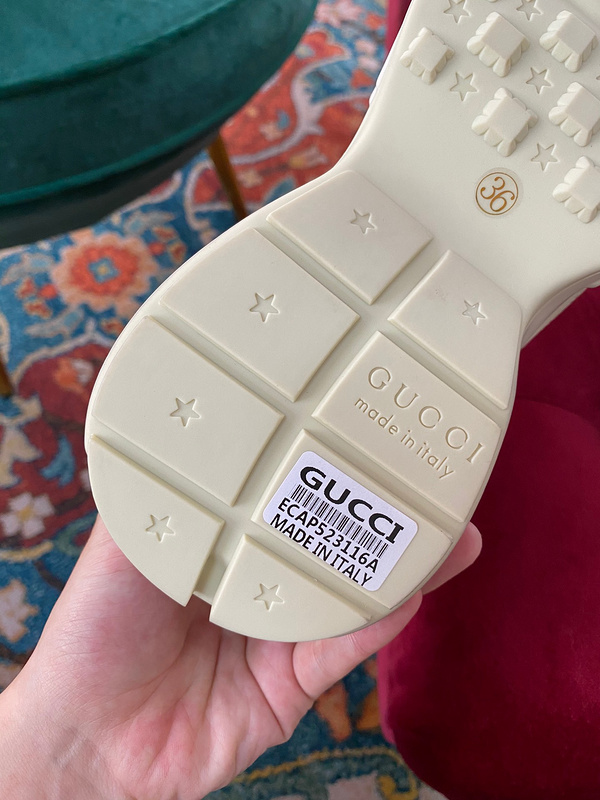 36
GUCCI
made in italy
GUCCI
ECAP523116A
MADE IN ITALY